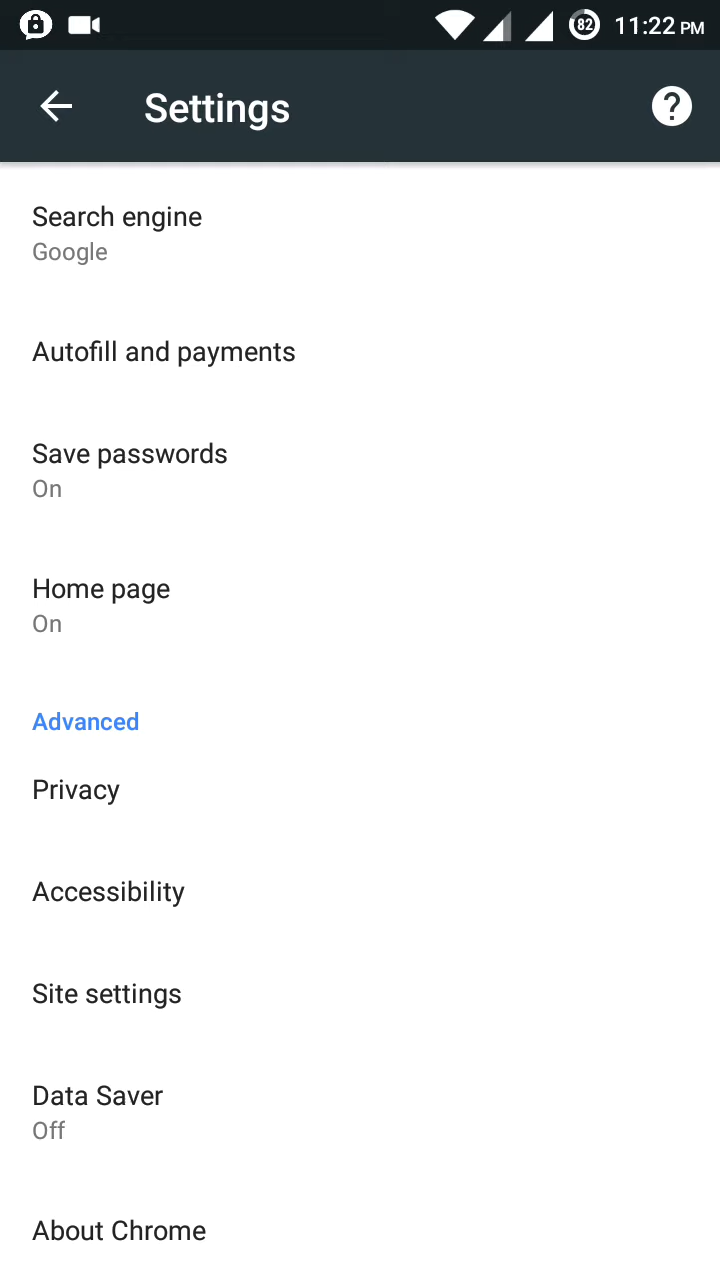 82 11:22 PM
Settings ?
Search engine
Google
Autofill and payments
Save passwords
On
Home page
On
Advanced
Privacy
Accessibility
Site settings
Data Saver
Off
About Chrome